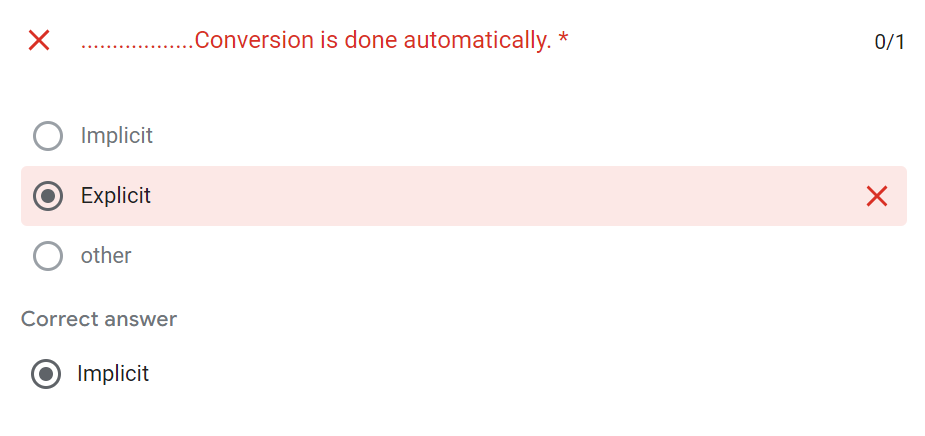 ..................Conversion is done automatically. * 0/1
Implicit
Explicit
other
Correct answer
Implicit